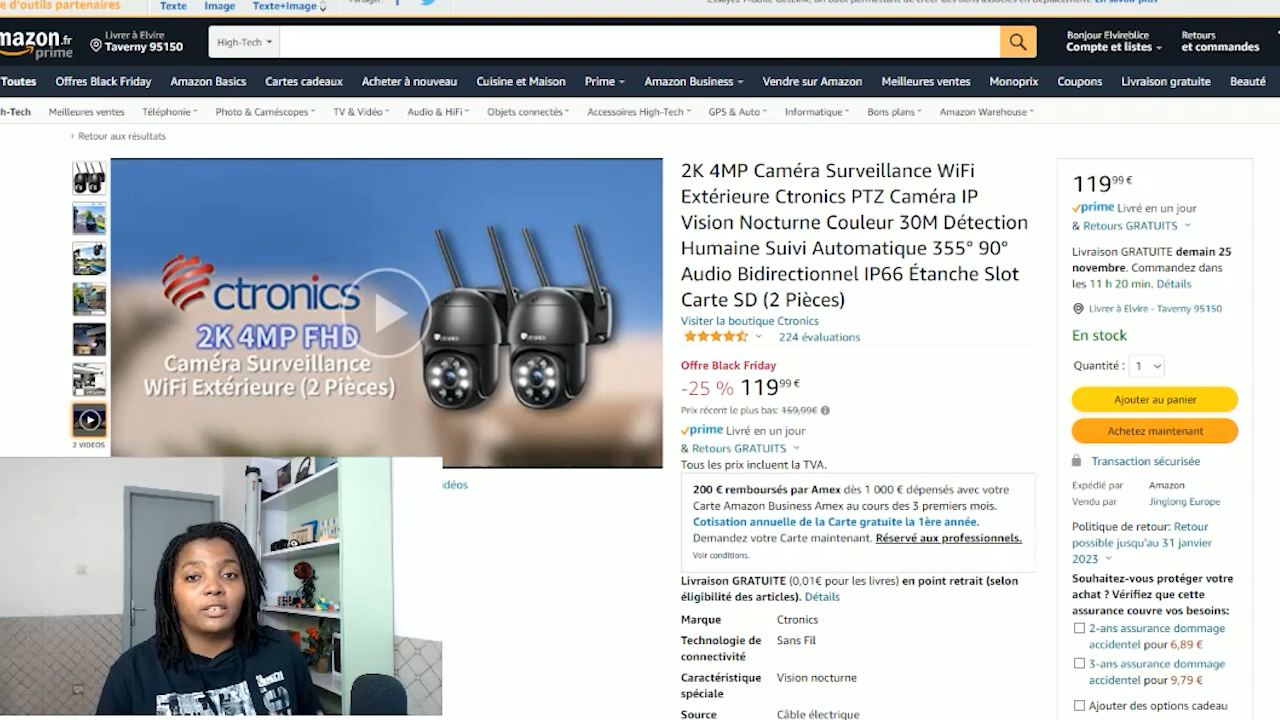 e d'outils partenaires
Texte Image Texte+Image
mazon.fr
prime
Livrer à Elvire
Taverny 95150
High-Tech
Bonjour Elvireblice
Compte et listes
Retours
et commandes
Toutes Offres Black Friday Amazon Basics Cartes cadeaux Acheter à nouveau Cuisine et Maison Prime Amazon Business Vendre sur Amazon Meilleures ventes Monoprix Coupons Livraison gratuite Beauté
h-Tech Meilleures ventes Téléphonie Photo & Caméscopes TV & Vidéo Audio & HiFi Objets connectés Accessoires High-Tech GPS & Auto Informatique Bons plans Amazon Warehouse
‹ Retour aux résultats
2 VIDEOS
ctronics
2K 4MP FHD
Caméra Surveillance
WiFi Extérieure (2 Pièces)
idéos
2K 4MP Caméra Surveillance WiFi
Extérieure Ctronics PTZ Caméra IP
Vision Nocturne Couleur 30M Détection
Humaine Suivi Automatique 355° 90°
Audio Bidirectionnel IP66 Étanche Slot
Carte SD (2 Pièces)
Visiter la boutique Ctronics
224 évaluations
Offre Black Friday
-25 % 119,99 €
Prix récent le plus bas: 159,99€
prime Livré en un jour
& Retours GRATUITS
Tous les prix incluent la TVA.
200 € remboursés par Amex dès 1 000 € dépensés avec votre
Carte Amazon Business Amex au cours des 3 premiers mois.
Cotisation annuelle de la Carte gratuite la 1ère année.
Demandez votre Carte maintenant. Réservé aux professionnels.
Voir conditions.
Livraison GRATUITE (0,01€ pour les livres) en point retrait (selon
éligibilité des articles). Détails
Marque Ctronics
Technologie de Sans Fil
connectivité
Caractéristique Vision nocturne
spéciale
Source Câble électrique
119,99 €
prime Livré en un jour
& Retours GRATUITS
Livraison GRATUITE demain 25
novembre. Commandez dans
les 11 h 20 min. Détails
Livrer à Elvire - Taverny 95150
En stock
Quantité : 1
Ajouter au panier
Achetez maintenant
Transaction sécurisée
Expédié par Amazon
Vendu par Jinglong Europe
Politique de retour: Retour
possible jusqu'au 31 janvier
2023
Souhaitez-vous protéger votre
achat ? Vérifiez que cette
assurance couvre vos besoins:
2-ans assurance dommage
accidentel pour 6,89 €
3-ans assurance dommage
accidentel pour 9,79 €
Ajouter des options cadeau